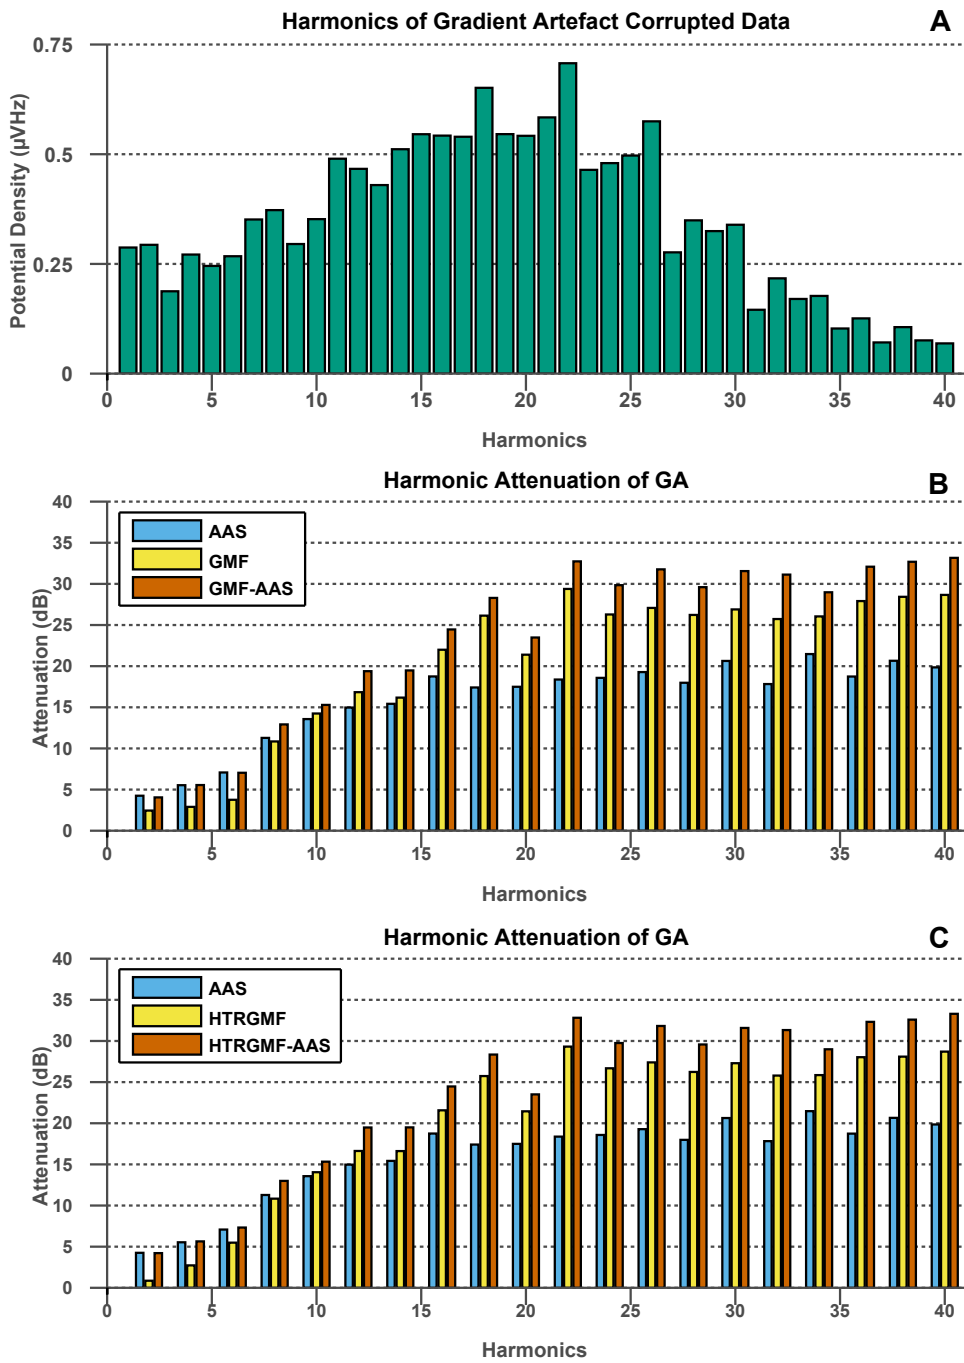 Harmonics of Gradient Artefact Corrupted Data
A
0.75
0.5
0.25
0
Potential Density (µVHz)
0 5 10 15 20 25 30 35 40
Harmonics
Harmonic Attenuation of GA
B
40
35
30
25
20
15
10
5
0
Attenuation (dB)
AAS
GMF
GMF-AAS
0 5 10 15 20 25 30 35 40
Harmonics
Harmonic Attenuation of GA
C
40
35
30
25
20
15
10
5
0
Attenuation (dB)
AAS
HTRGMF
HTRGMF-AAS
0 5 10 15 20 25 30 35 40
Harmonics